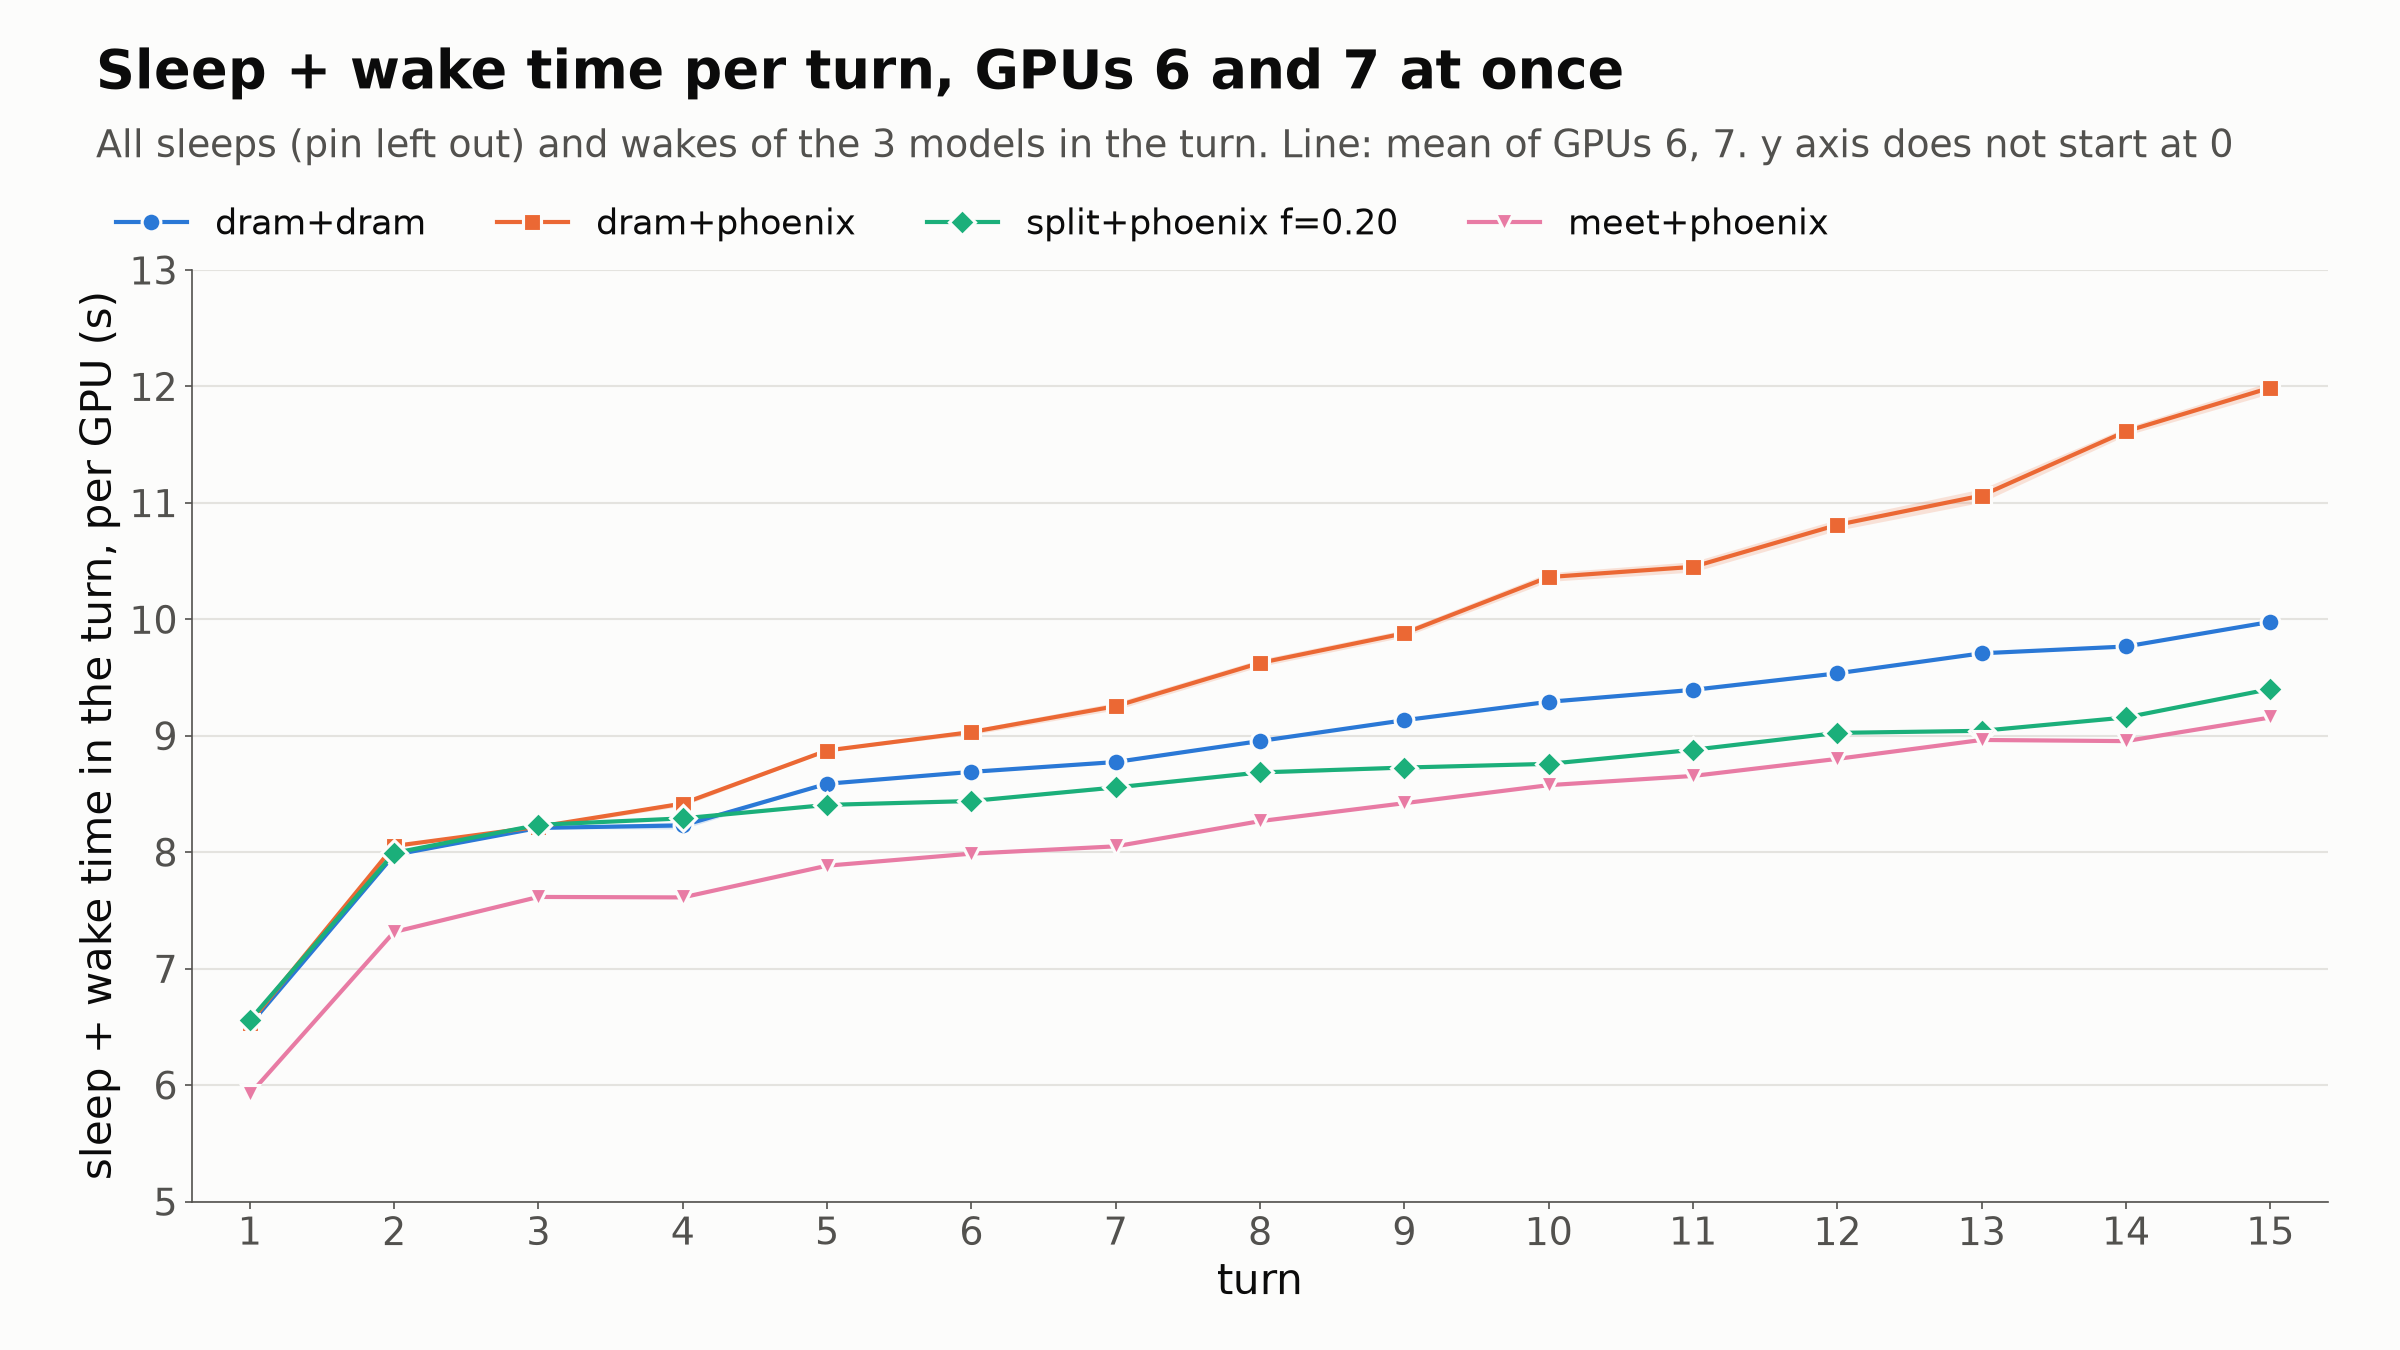 Sleep + wake time per turn, GPUs 6 and 7 at once
All sleeps (pin left out) and wakes of the 3 models in the turn. Line: mean of GPUs 6, 7. y axis does not start at 0
dram+dram dram+phoenix split+phoenix f=0.20 meet+phoenix
sleep + wake time in the turn, per GPU (s)
13
12
11
10
9
8
7
6
5
1 2 3 4 5 6 7 8 9 10 11 12 13 14 15
turn